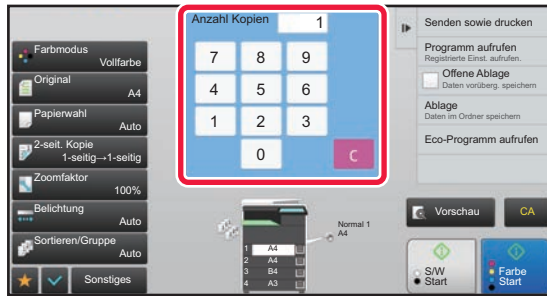 Farbmodus
Vollfarbe
Original
A4
Papierwahl
Auto
2-seit. Kopie
1-seitig→1-seitig
Zoomfaktor
100%
Belichtung
Auto
Sortieren/Gruppe
Auto
Sonstiges
Anzahl Kopien 1
7 8 9
4 5 6
1 2 3
0 C
Normal 1
A4
1 A4
2 A4
3 B4
4 A3
Senden sowie drucken
Programm aufrufen
Registrierte Einst. aufrufen.
Offene Ablage
Daten vorüberg. speichern
Ablage
Daten im Ordner speichern
Eco-Programm aufrufen
Vorschau CA
S/W
Start
Farbe
Start